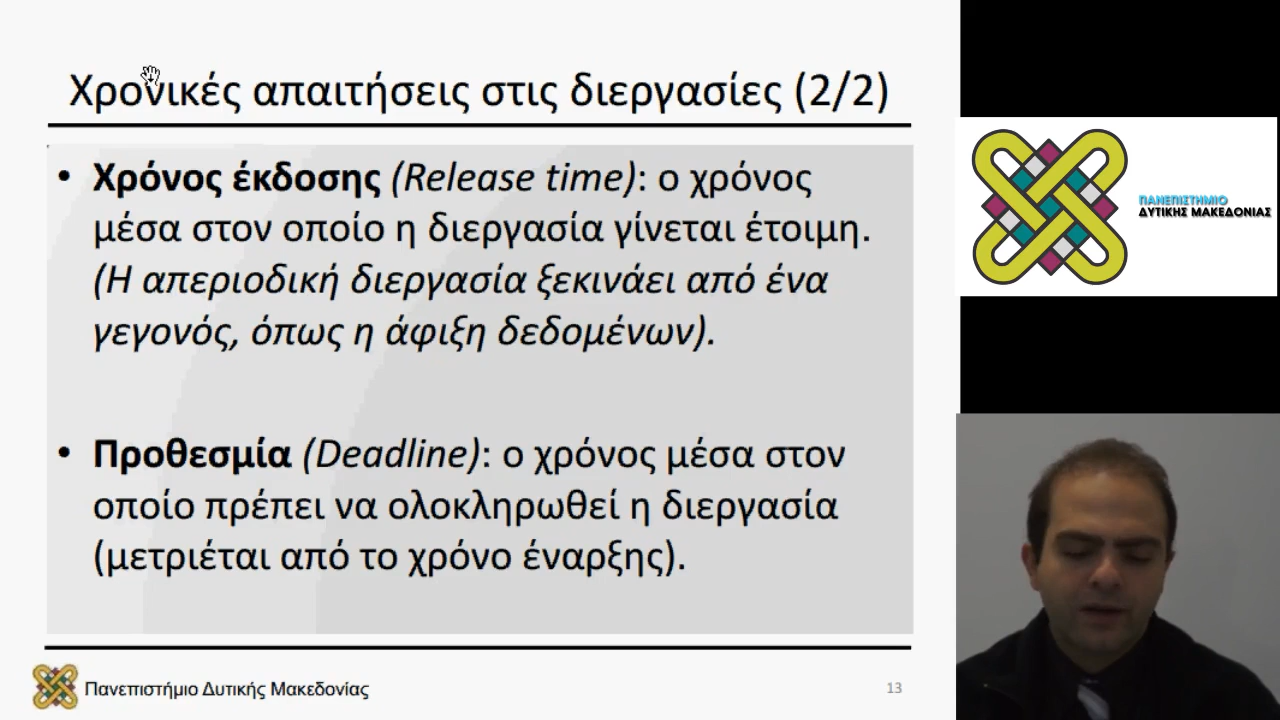 Χρονικές απαιτήσεις στις διεργασίες (2/2)
• Χρόνος έκδοσης (Release time): ο χρόνος
μέσα στον οποίο η διεργασία γίνεται έτοιμη.
(Η απεριοδική διεργασία ξεκινάει από ένα
γεγονός, όπως η άφιξη δεδομένων).
• Προθεσμία (Deadline): ο χρόνος μέσα στον
οποίο πρέπει να ολοκληρωθεί η διεργασία
(μετριέται από το χρόνο έναρξης).
Πανεπιστήμιο Δυτικής Μακεδονίας
13
ΠΑΝΕΠΙΣΤΗΜΙΟ
ΔΥΤΙΚΗΣ ΜΑΚΕΔΟΝΙΑΣ